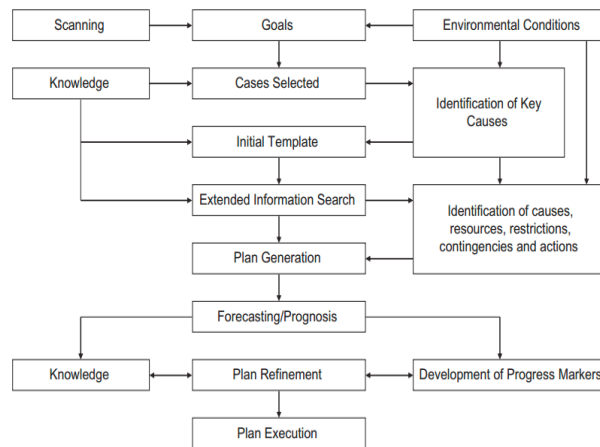 Scanning
Goals
Environmental Conditions
Knowledge
Cases Selected
Identification of Key
Causes
Initial Template
Extended Information Search
Identification of causes,
resources, restrictions,
contingencies and actions
Plan Generation
Forecasting/Prognosis
Knowledge
Plan Refinement
Development of Progress Markers
Plan Execution